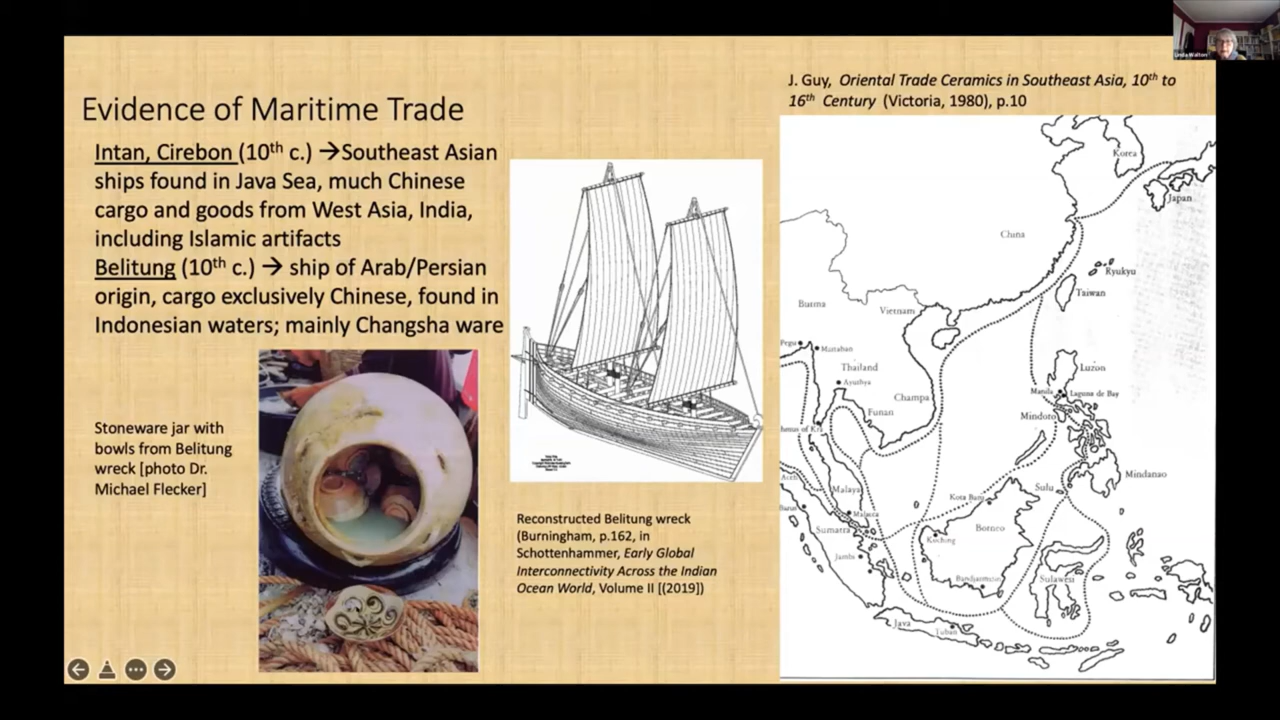 Linda Walton
Evidence of Maritime Trade
Intan, Cirebon (10th c.) → Southeast Asian
ships found in Java Sea, much Chinese
cargo and goods from West Asia, India,
including Islamic artifacts
Belitung (10th c.) → ship of Arab/Persian
origin, cargo exclusively Chinese, found in
Indonesian waters; mainly Changsha ware
Stoneware jar with
bowls from Belitung
wreck [photo Dr.
Michael Flecker]
Reconstructed Belitung wreck
(Burningham, p.162, in
Schottenhammer, Early Global
Interconnectivity Across the Indian
Ocean World, Volume II [(2019])
J. Guy, Oriental Trade Ceramics in Southeast Asia, 10th to
16th Century (Victoria, 1980), p.10
Korea
Japan
China
Ryukyu
Taiwan
Burma
Vietnam
Pegu
Martaban
Thailand
Ayuthya
Luzon
Champa
Manila
Laguna de Bay
Funan
Mindoro
Mindanao
Aceh
Malaya
Sulu
Kota Batu
Malacca
Sumatra
Borneo
Kuching
Jambi
Sulawesi
Java
Tuban